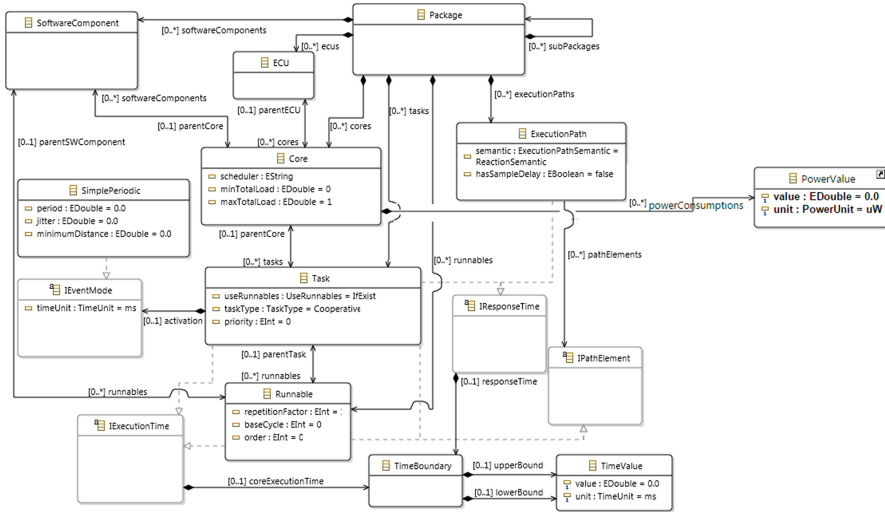 SoftwareComponent
Package
[0..*] softwareComponents
[0..*] ecus
[0..*] subPackages
ECU
[0..*] softwareComponents
[0..1] parentECU
[0..*] tasks
[0..*] executionPaths
[0..1] parentCore
[0..*] cores
[0..*] cores
[0..1] parentSWComponent
ExecutionPath
semantic : ExecutionPathSemantic =
ReactionSemantic
hasSampleDelay : EBoolean = false
Core
scheduler : EString
minTotalLoad : EDouble = 0
maxTotalLoad : EDouble = 1
PowerValue
value : EDouble = 0.0
unit : PowerUnit = uW
SimplePeriodic
period : EDouble = 0.0
jitter : EDouble = 0.0
minimumDistance : EDouble = 0.0
[0..*] powerConsumptions
[0..1] parentCore
[0..*] tasks
[0..*] runnables
[0..*] pathElements
Task
useRunnables : UseRunnables = IfExist
taskType : TaskType = Cooperative
priority : EInt = 0
IEventMode
timeUnit : TimeUnit = ms
[0..1] activation
IResponseTime
[0..1] parentTask
[0..*] runnables
IPathElement
[0..1] responseTime
[0..*] runnables
Runnable
repetitionFactor : EInt =
baseCycle : EInt = 0
order : EInt = 0
IExecutionTime
[0..1] coreExecutionTime
TimeBoundary
[0..1] upperBound
[0..1] lowerBound
TimeValue
value : EDouble = 0.0
unit : TimeUnit = ms